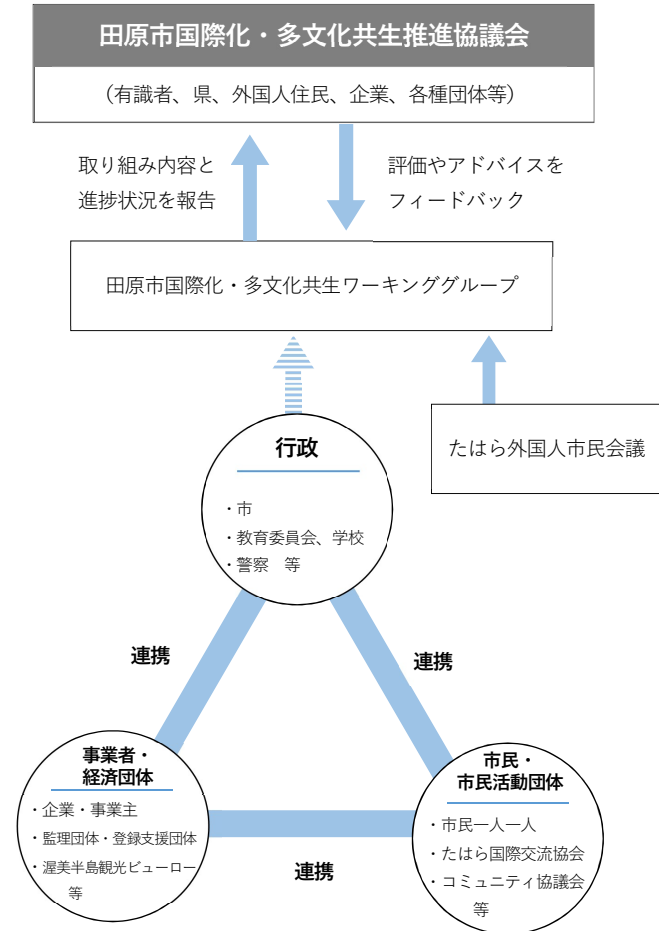 田原市国際化・多文化共生推進協議会
（有識者、県、外国人住民、企業、各種団体等）
取り組み内容と
進捗状況を報告
評価やアドバイスを
フィードバック
田原市国際化・多文化共生ワーキンググループ
たはら外国人市民会議
行政
・市
・教育委員会、学校
・警察　等
連携
連携
事業者・
経済団体
・企業・事業主
・監理団体・登録支援団体
・渥美半島観光ビューロー
等
市民・
市民活動団体
・市民一人一人
・たはら国際交流協会
・コミュニティ協議会
等
連携